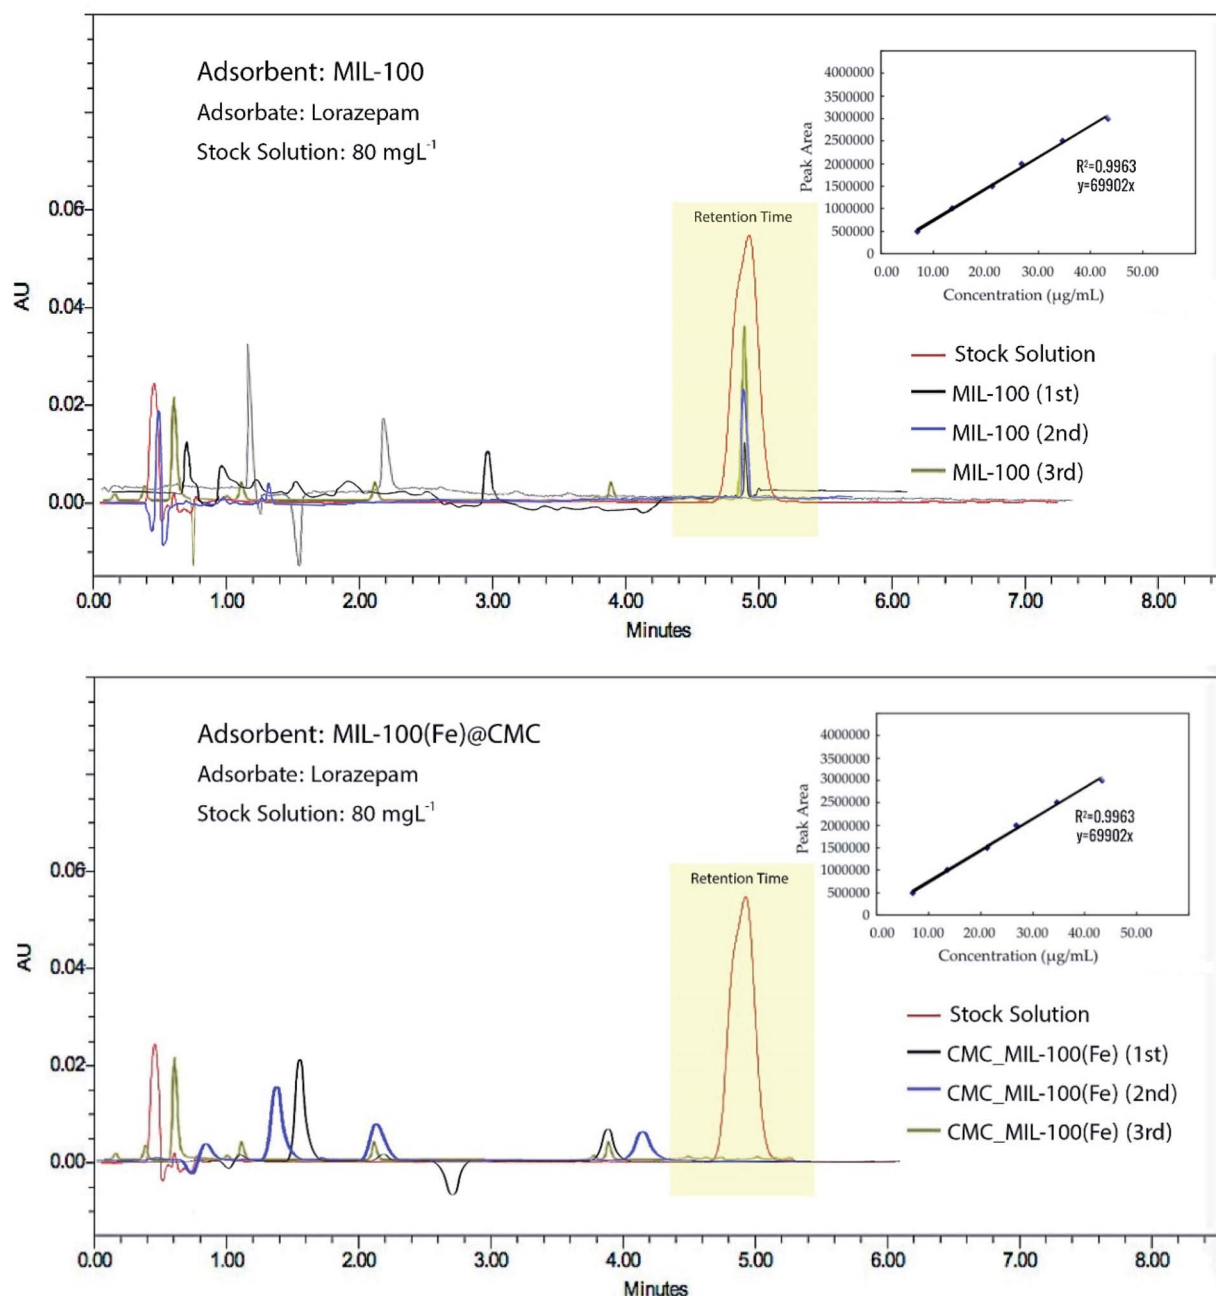 Adsorbent: MIL-100
Adsorbate: Lorazepam
Stock Solution: 80 mgL⁻¹
4000000
3500000
3000000
2500000
2000000
1500000
1000000
500000
0
Peak Area
R²=0.9963
y=69902x
0.00 10.00 20.00 30.00 40.00 50.00
Concentration (µg/mL)
Retention Time
0.06
0.04
0.02
0.00
AU
Stock Solution
MIL-100 (1st)
MIL-100 (2nd)
MIL-100 (3rd)
0.00 1.00 2.00 3.00 4.00 5.00 6.00 7.00 8.00
Minutes
Adsorbent: MIL-100(Fe)@CMC
Adsorbate: Lorazepam
Stock Solution: 80 mgL⁻¹
4000000
3500000
3000000
2500000
2000000
1500000
1000000
500000
0
Peak Area
R²=0.9963
y=69902x
0.00 10.00 20.00 30.00 40.00 50.00
Concentration (µg/mL)
Retention Time
0.06
0.04
0.02
0.00
AU
Stock Solution
CMC_MIL-100(Fe) (1st)
CMC_MIL-100(Fe) (2nd)
CMC_MIL-100(Fe) (3rd)
0.00 1.00 2.00 3.00 4.00 5.00 6.00 7.00 8.00
Minutes